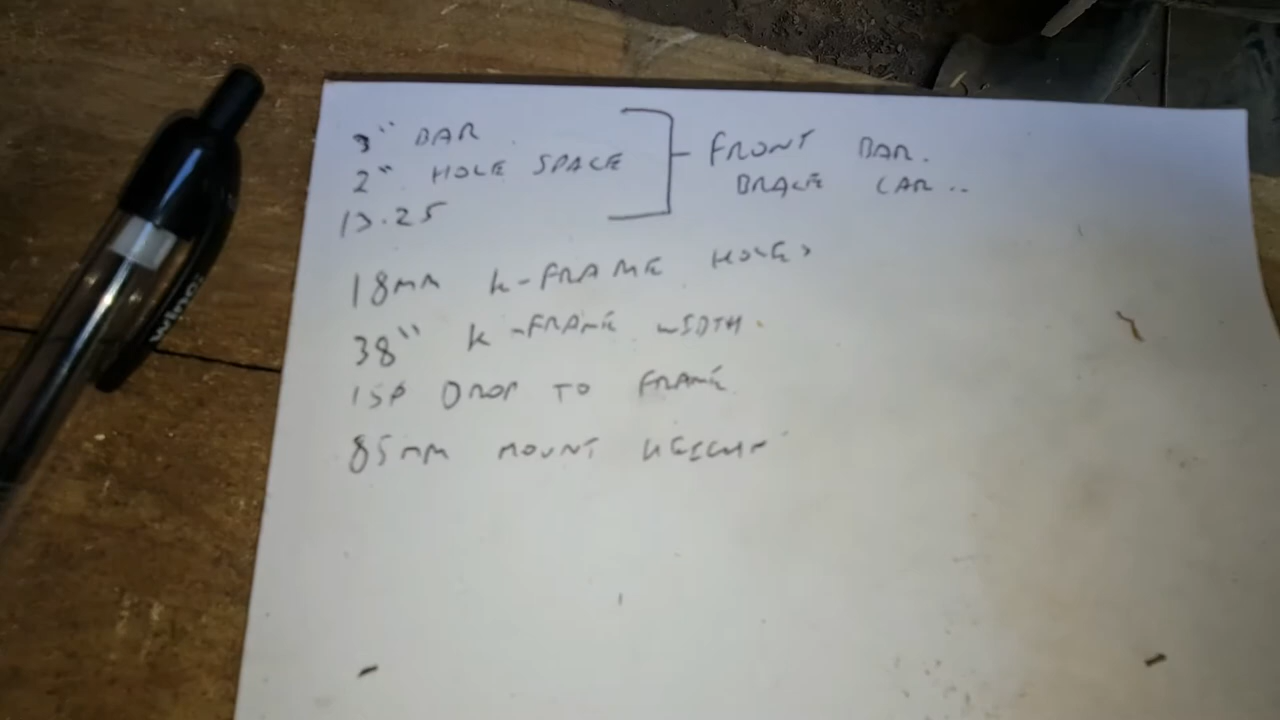 3" BAR
2" HOLE SPACE
13.25
FRONT BAR.
BRACE CAR..
18MM K-FRAME HOLES
38" K-FRAME WIDTH.
150 DROP TO FRAME
85MM MOUNT HEIGHT